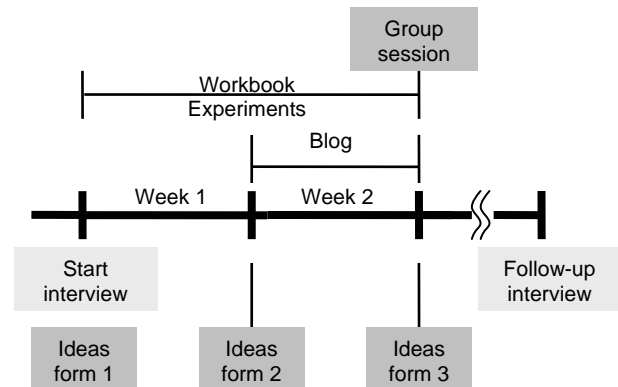 Group
session
Workbook
Experiments
Blog
Week 1
Week 2
Start
interview
Follow-up
interview
Ideas
form 1
Ideas
form 2
Ideas
form 3